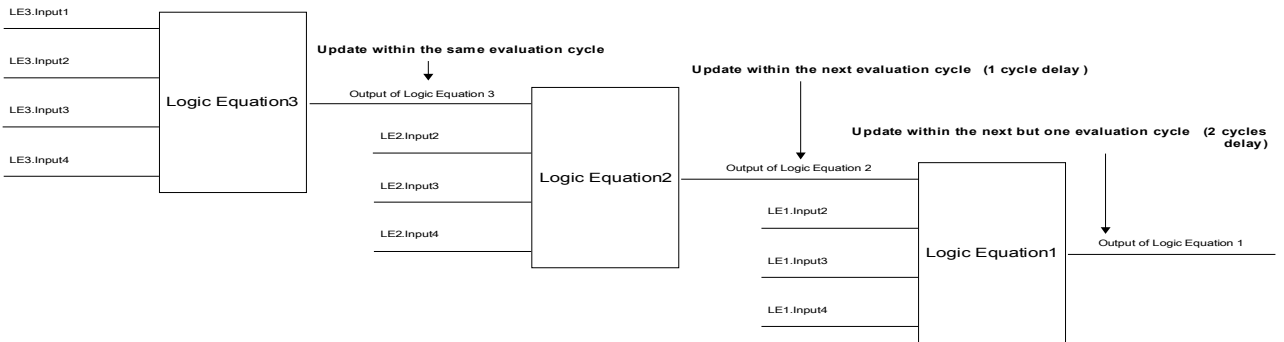 LE3.Input1
LE3.Input2
LE3.Input3
LE3.Input4
Logic Equation3
Update within the same evaluation cycle
Output of Logic Equation 3
LE2.Input2
LE2.Input3
LE2.Input4
Logic Equation2
Update within the next evaluation cycle (1 cycle delay )
Output of Logic Equation 2
LE1.Input2
LE1.Input3
LE1.Input4
Logic Equation1
Update within the next but one evaluation cycle (2 cycles
delay)
Output of Logic Equation 1